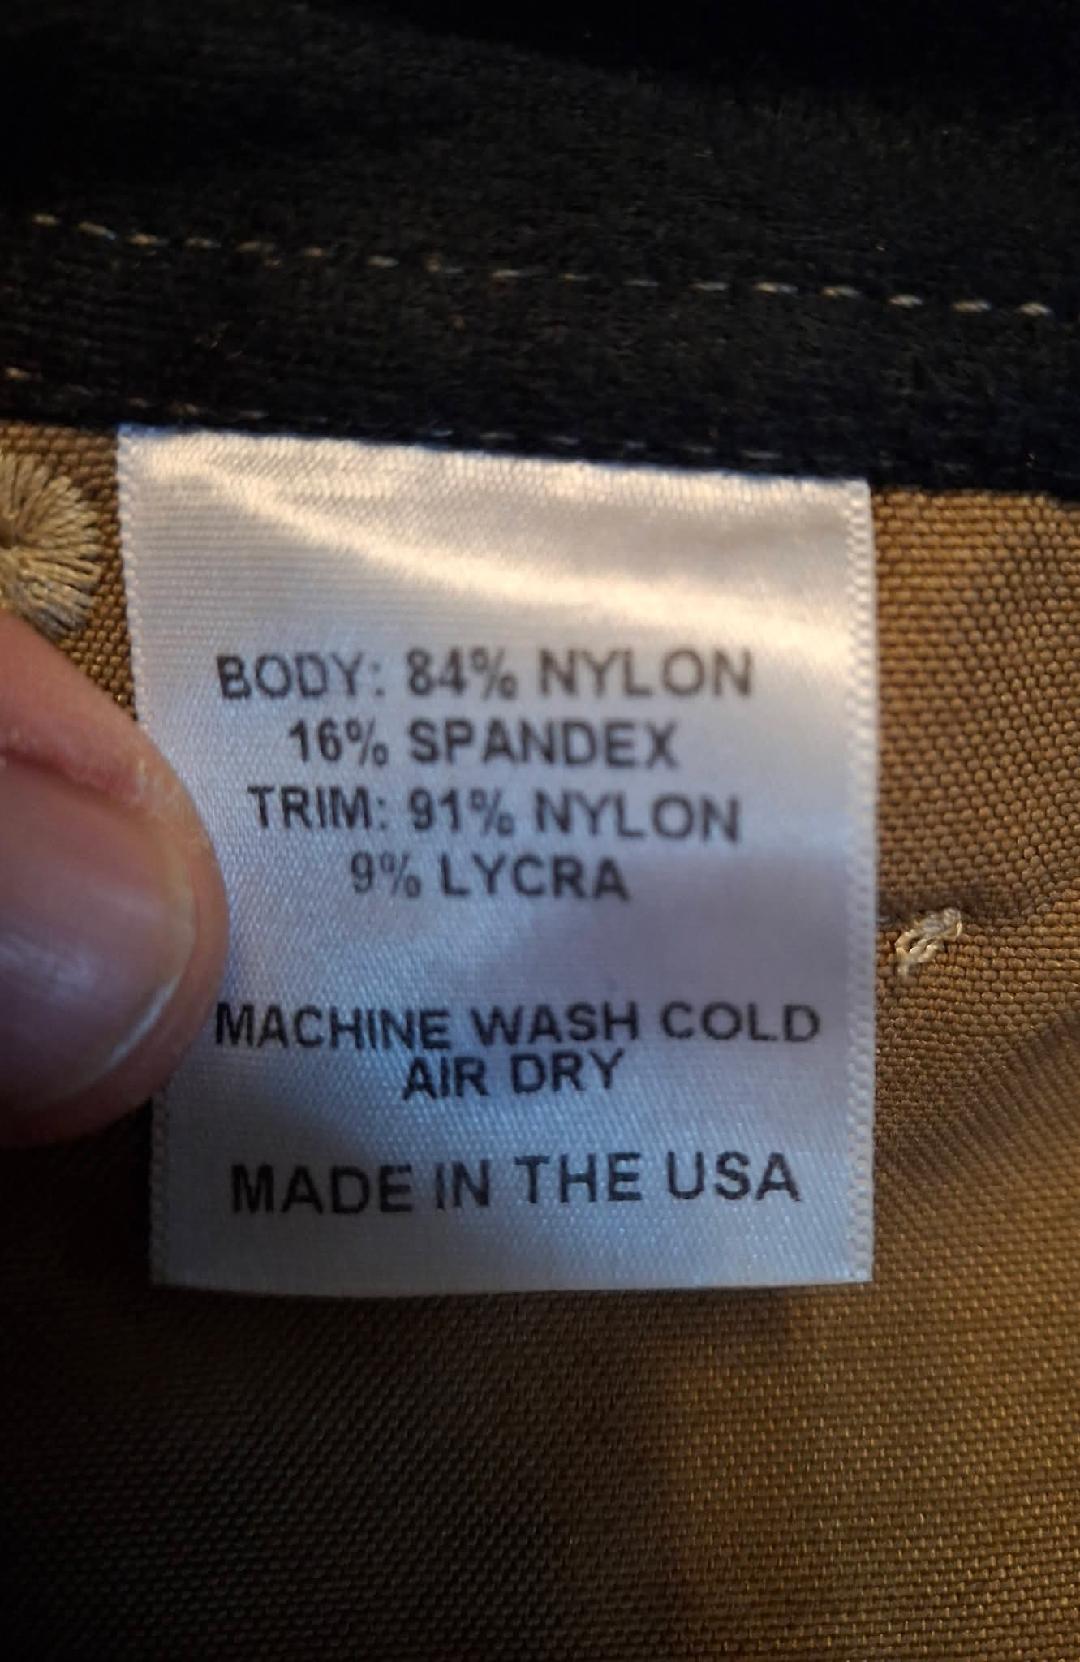 BODY: 84% NYLON
16% SPANDEX
TRIM: 91% NYLON
9% LYCRA
MACHINE WASH COLD
AIR DRY
MADE IN THE USA